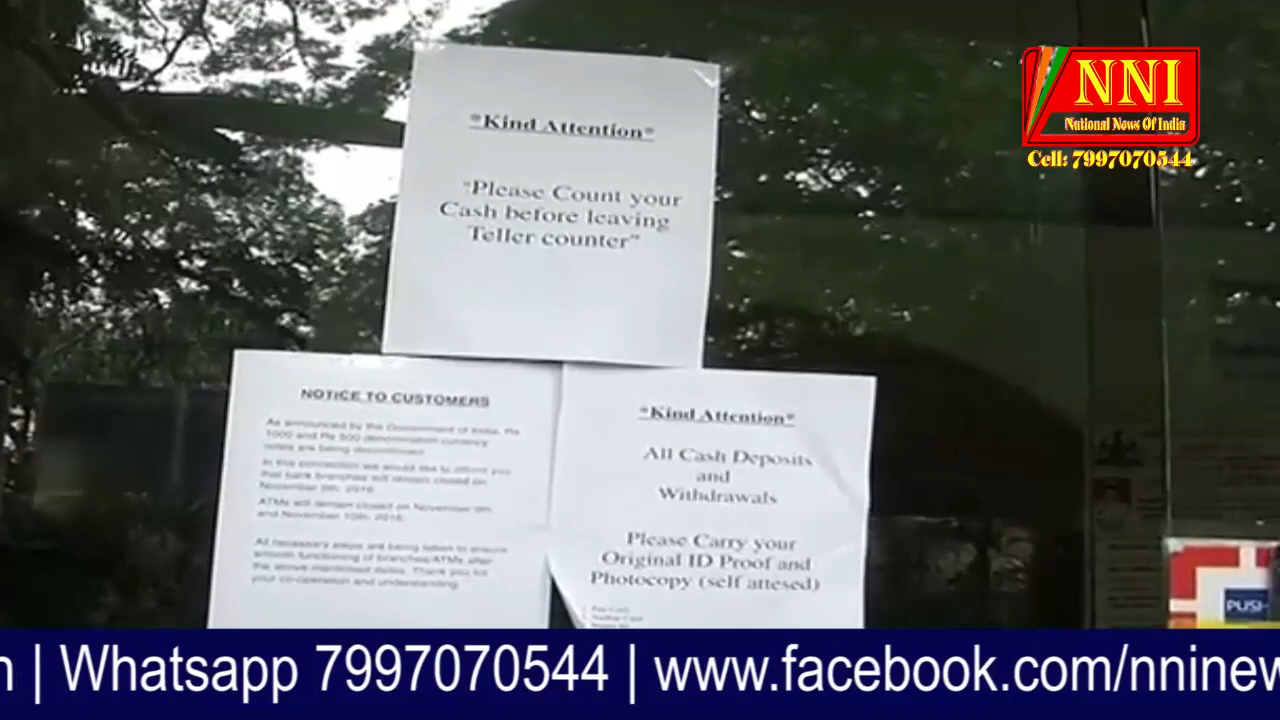 NNI
National News Of India
Cell: 7997070544
*Kind Attention*
"Please Count your
Cash before leaving
Teller counter"
NOTICE TO CUSTOMERS
As announced by the Government of India, Rs
1000 and Rs 500 denomination currency
notes are being discontinued.
In this connection we would like to inform you
that bank branches will remain closed on
November 9th, 2016.
ATMs will remain closed on November 9th
and November 10th, 2016.
All necessary steps are being taken to ensure
smooth functioning of branches/ATMs after
the above mentioned dates. Thank you for
your co-operation and understanding.
*Kind Attention*
All Cash Deposits
and
Withdrawals
Please Carry your
Original ID Proof and
Photocopy (self attesed)
Pan Card
PUSH
| Whatsapp 7997070544 | www.facebook.com/nninew